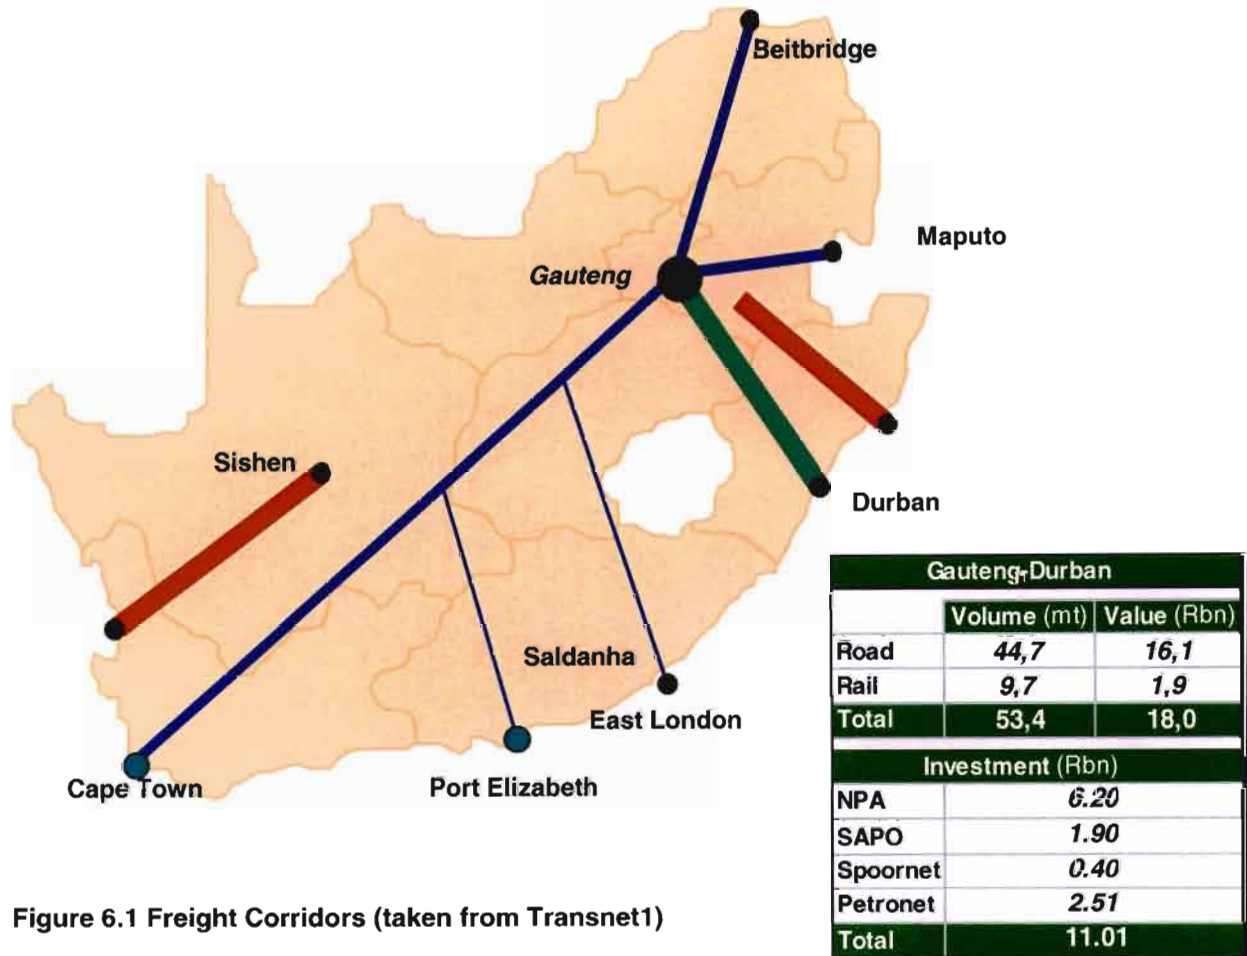 Beitbridge
Maputo
Gauteng
Sishen
Durban
Saldanha
East London
Cape Town
Port Elizabeth
Gauteng-Durban
Volume (mt) Value (Rbn)
Road 44,7 16,1
Rail 9,7 1,9
Total 53,4 18,0
Investment (Rbn)
NPA 6.20
SAPO 1.90
Spoornet 0.40
Petronet 2.51
Total 11.01
Figure 6.1 Freight Corridors (taken from Transnet1)